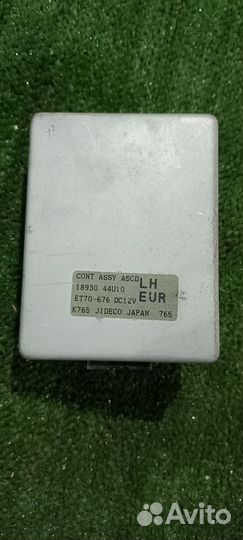 CONT ASSY ASCD LH
18930 44U10
ET70-676 DC12V EUR
K765 JIDECO JAPAN 765
Avito